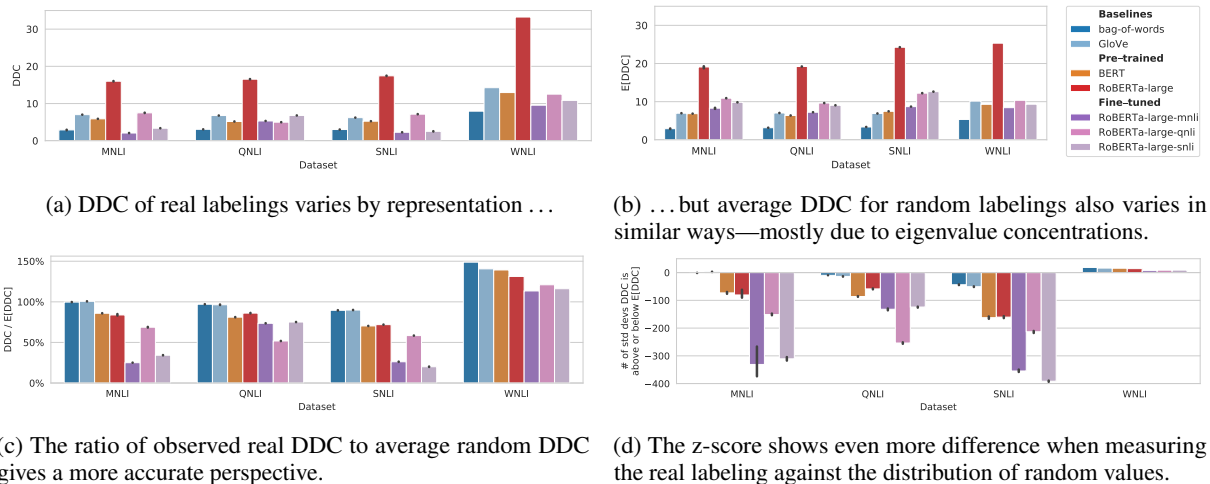 DDC
30
20
10
0
MNLI
QNLI
SNLI
WNLI
Dataset
(a) DDC of real labelings varies by representation …
E[DDC]
30
20
10
0
MNLI
QNLI
SNLI
WNLI
Dataset
Baselines
bag-of-words
GloVe
Pre–trained
BERT
RoBERTa-large
Fine–tuned
RoBERTa-large-mnli
RoBERTa-large-qnli
RoBERTa-large-snli
(b) …but average DDC for random labelings also varies in
similar ways—mostly due to eigenvalue concentrations.
DDC / E[DDC]
150%
100%
50%
0%
MNLI
QNLI
SNLI
WNLI
Dataset
(c) The ratio of observed real DDC to average random DDC
gives a more accurate perspective.
# of std devs DDC is
above or below E[DDC]
0
−100
−200
−300
−400
MNLI
QNLI
SNLI
WNLI
Dataset
(d) The z-score shows even more difference when measuring
the real labeling against the distribution of random values.